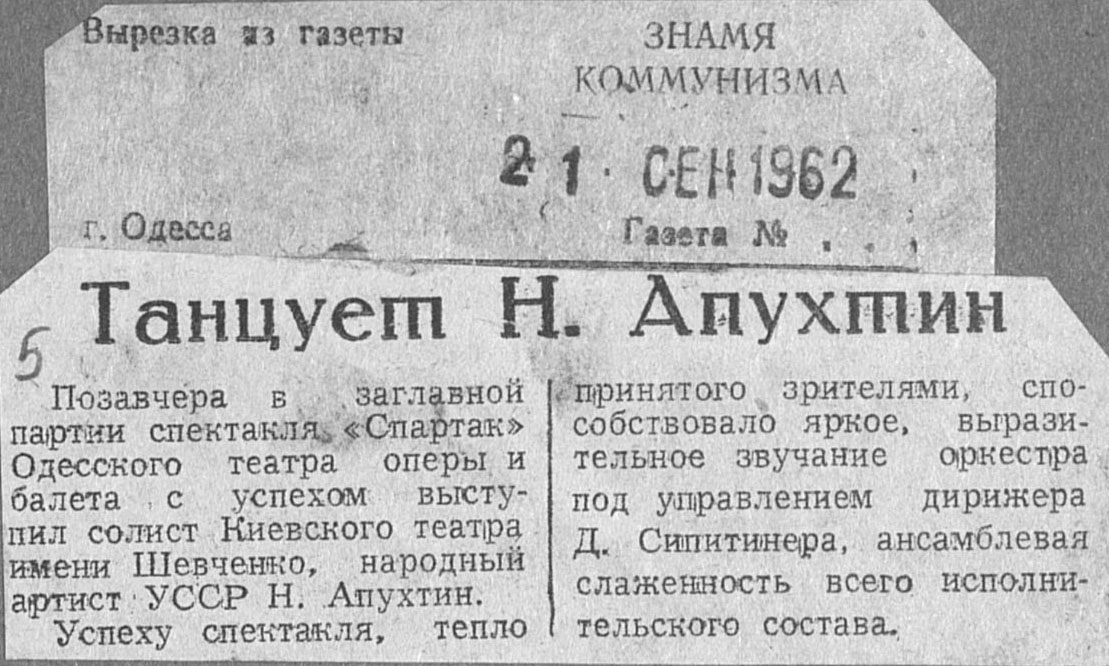 Вырезка из газеты
ЗНАМЯ
КОММУНИЗМА
21 · СЕН 1962
г. Одесса
Газета № . . .
Танцует Н. Апухтин
5
Позавчера в заглавной
партии спектакля «Спартак»
Одесского театра оперы и
балета с успехом высту-
пил солист Киевского театра
имени Шевченко, народный
артист УССР Н. Апухтин.
Успеху спектакля, тепло
принятого зрителями, спо-
собствовало яркое, вырази-
тельное звучание оркестра
под управлением дирижера
Д. Сипитинера, ансамблевая
слаженность всего исполни-
тельского состава.